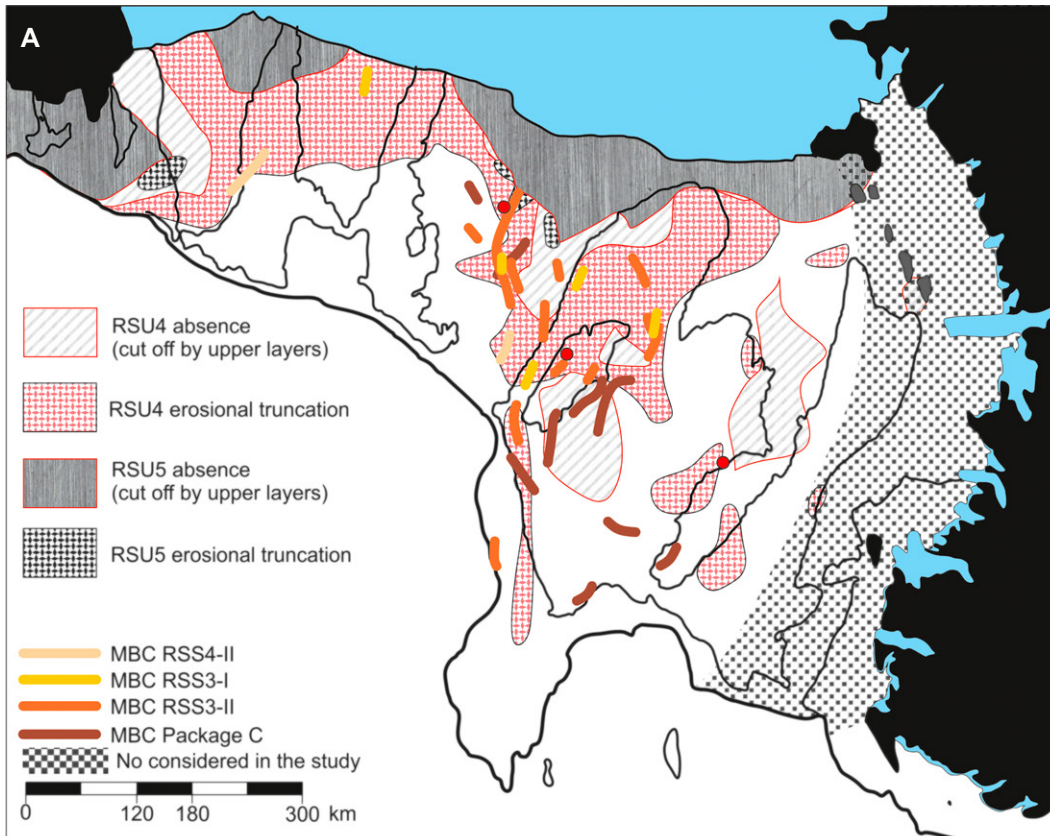 A
RSU4 absence
(cut off by upper layers)
RSU4 erosional truncation
RSU5 absence
(cut off by upper layers)
RSU5 erosional truncation
MBC RSS4-II
MBC RSS3-I
MBC RSS3-II
MBC Package C
No considered in the study
0 120 180 300 km